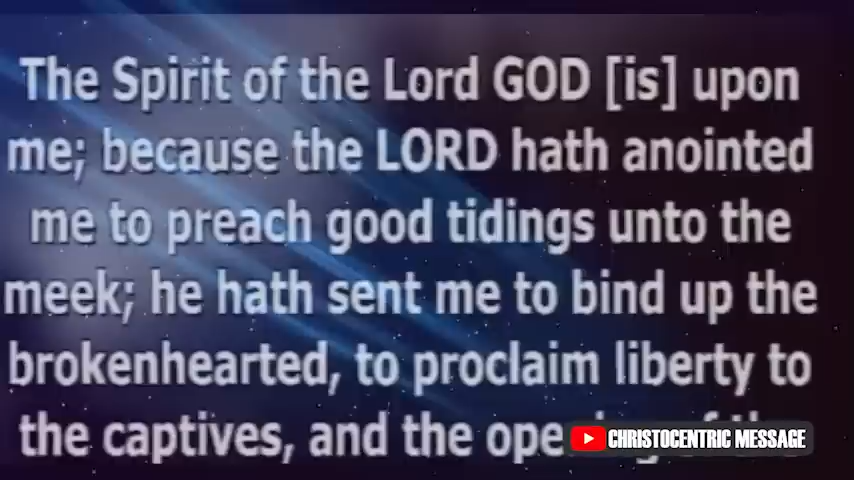 The Spirit of the Lord GOD [is] upon
me; because the LORD hath anointed
me to preach good tidings unto the
meek; he hath sent me to bind up the
brokenhearted, to proclaim liberty to
the captives, and the
CHRISTOCENTRIC MESSAGE